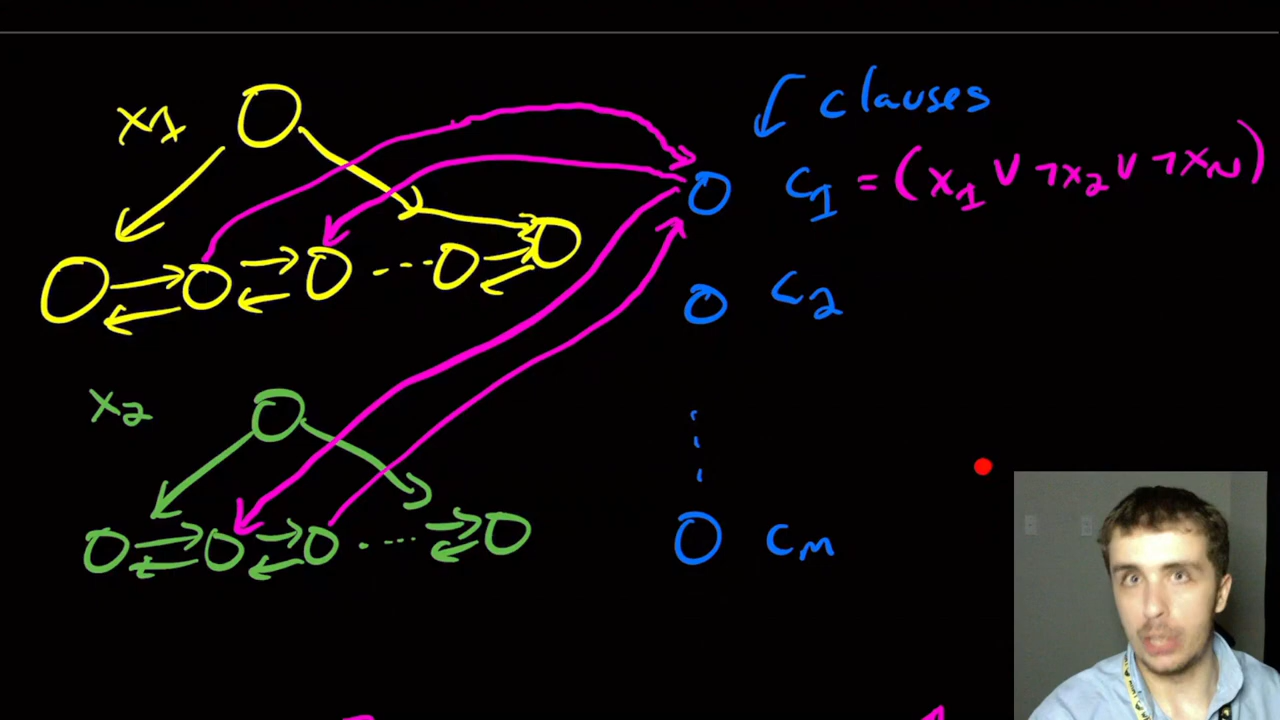 x1
clauses
C1 = (x1 ∨ ¬x2 ∨ ¬xN)
C2
x2
Cm